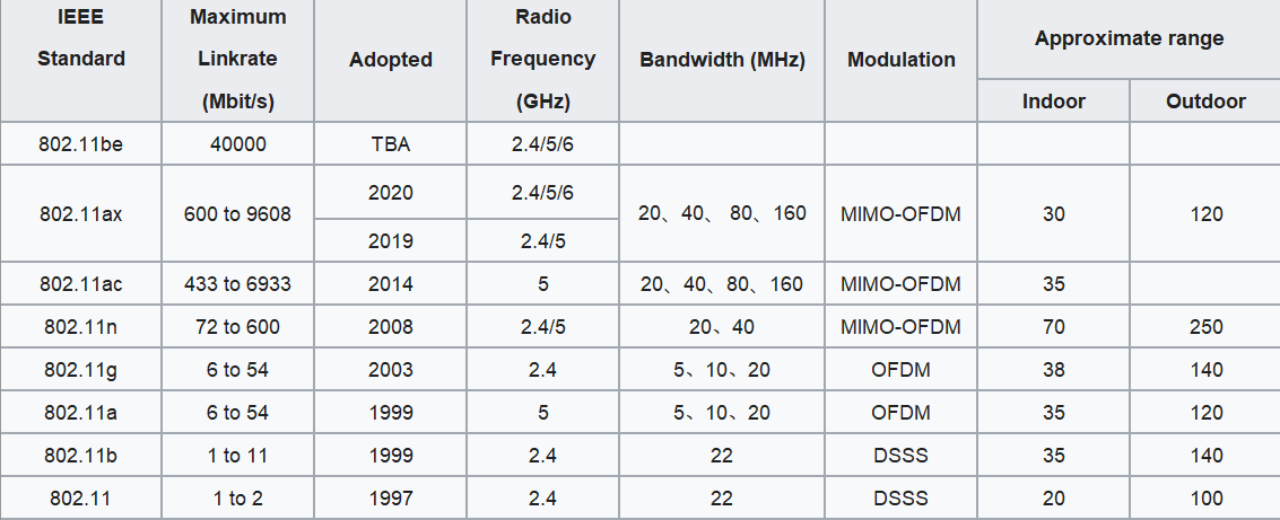 IEEE Standard Maximum Linkrate (Mbit/s) Adopted Radio Frequency (GHz) Bandwidth (MHz) Modulation Approximate range
Indoor Outdoor
802.11be 40000 TBA 2.4/5/6
802.11ax 600 to 9608 2020 2.4/5/6 20、40、 80、160 MIMO-OFDM 30 120
2019 2.4/5
802.11ac 433 to 6933 2014 5 20、40、80、160 MIMO-OFDM 35
802.11n 72 to 600 2008 2.4/5 20、40 MIMO-OFDM 70 250
802.11g 6 to 54 2003 2.4 5、10、20 OFDM 38 140
802.11a 6 to 54 1999 5 5、10、20 OFDM 35 120
802.11b 1 to 11 1999 2.4 22 DSSS 35 140
802.11 1 to 2 1997 2.4 22 DSSS 20 100